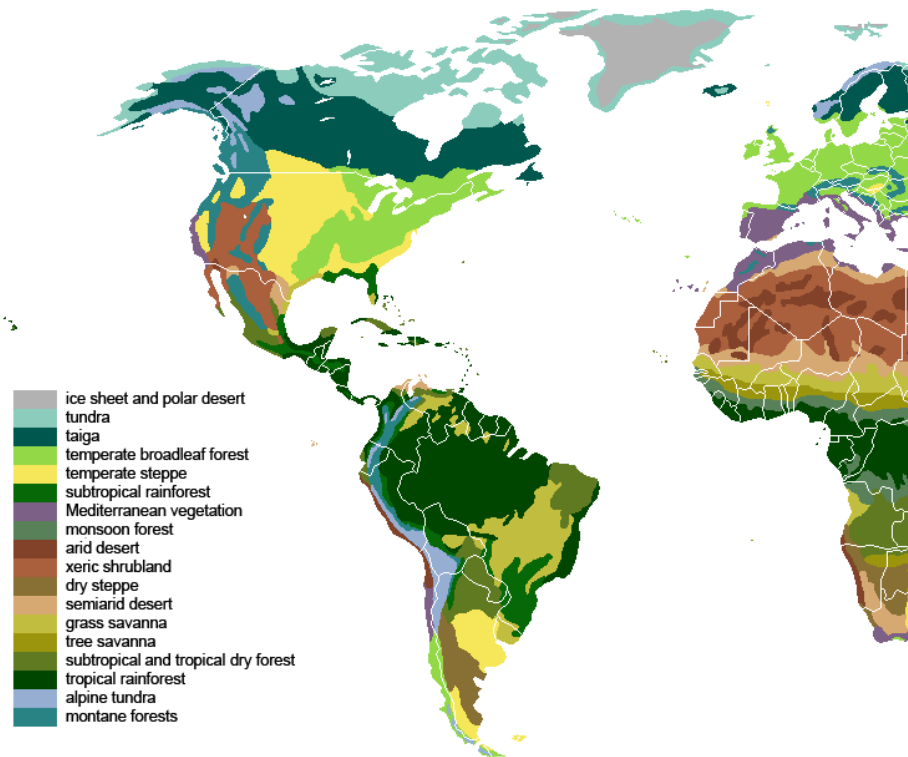 ice sheet and polar desert
tundra
taiga
temperate broadleaf forest
temperate steppe
subtropical rainforest
Mediterranean vegetation
monsoon forest
arid desert
xeric shrubland
dry steppe
semiarid desert
grass savanna
tree savanna
subtropical and tropical dry forest
tropical rainforest
alpine tundra
montane forests